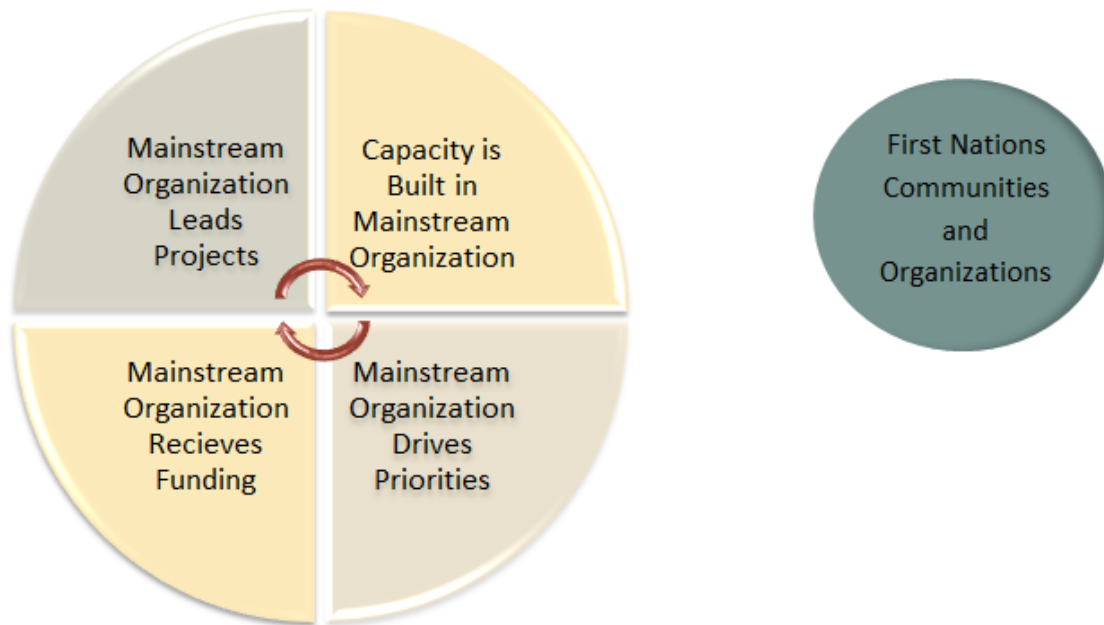 Mainstream
Organization
Leads
Projects
Capacity is
Built in
Mainstream
Organization
Mainstream
Organization
Recieves
Funding
Mainstream
Organization
Drives
Priorities
First Nations
Communities
and
Organizations